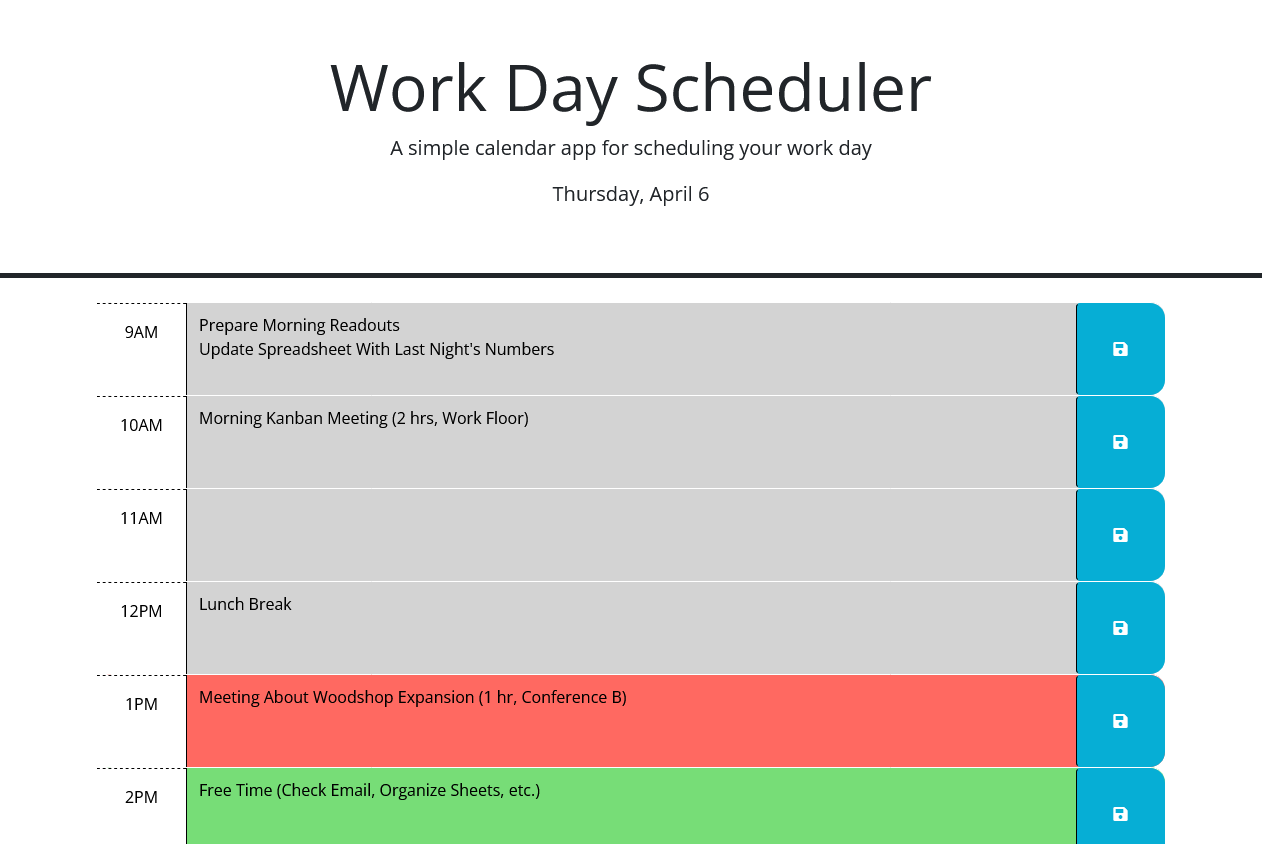 Work Day Scheduler
A simple calendar app for scheduling your work day
Thursday, April 6
9AM
Prepare Morning Readouts
Update Spreadsheet With Last Night's Numbers
10AM
Morning Kanban Meeting (2 hrs, Work Floor)
11AM
12PM
Lunch Break
1PM
Meeting About Woodshop Expansion (1 hr, Conference B)
2PM
Free Time (Check Email, Organize Sheets, etc.)